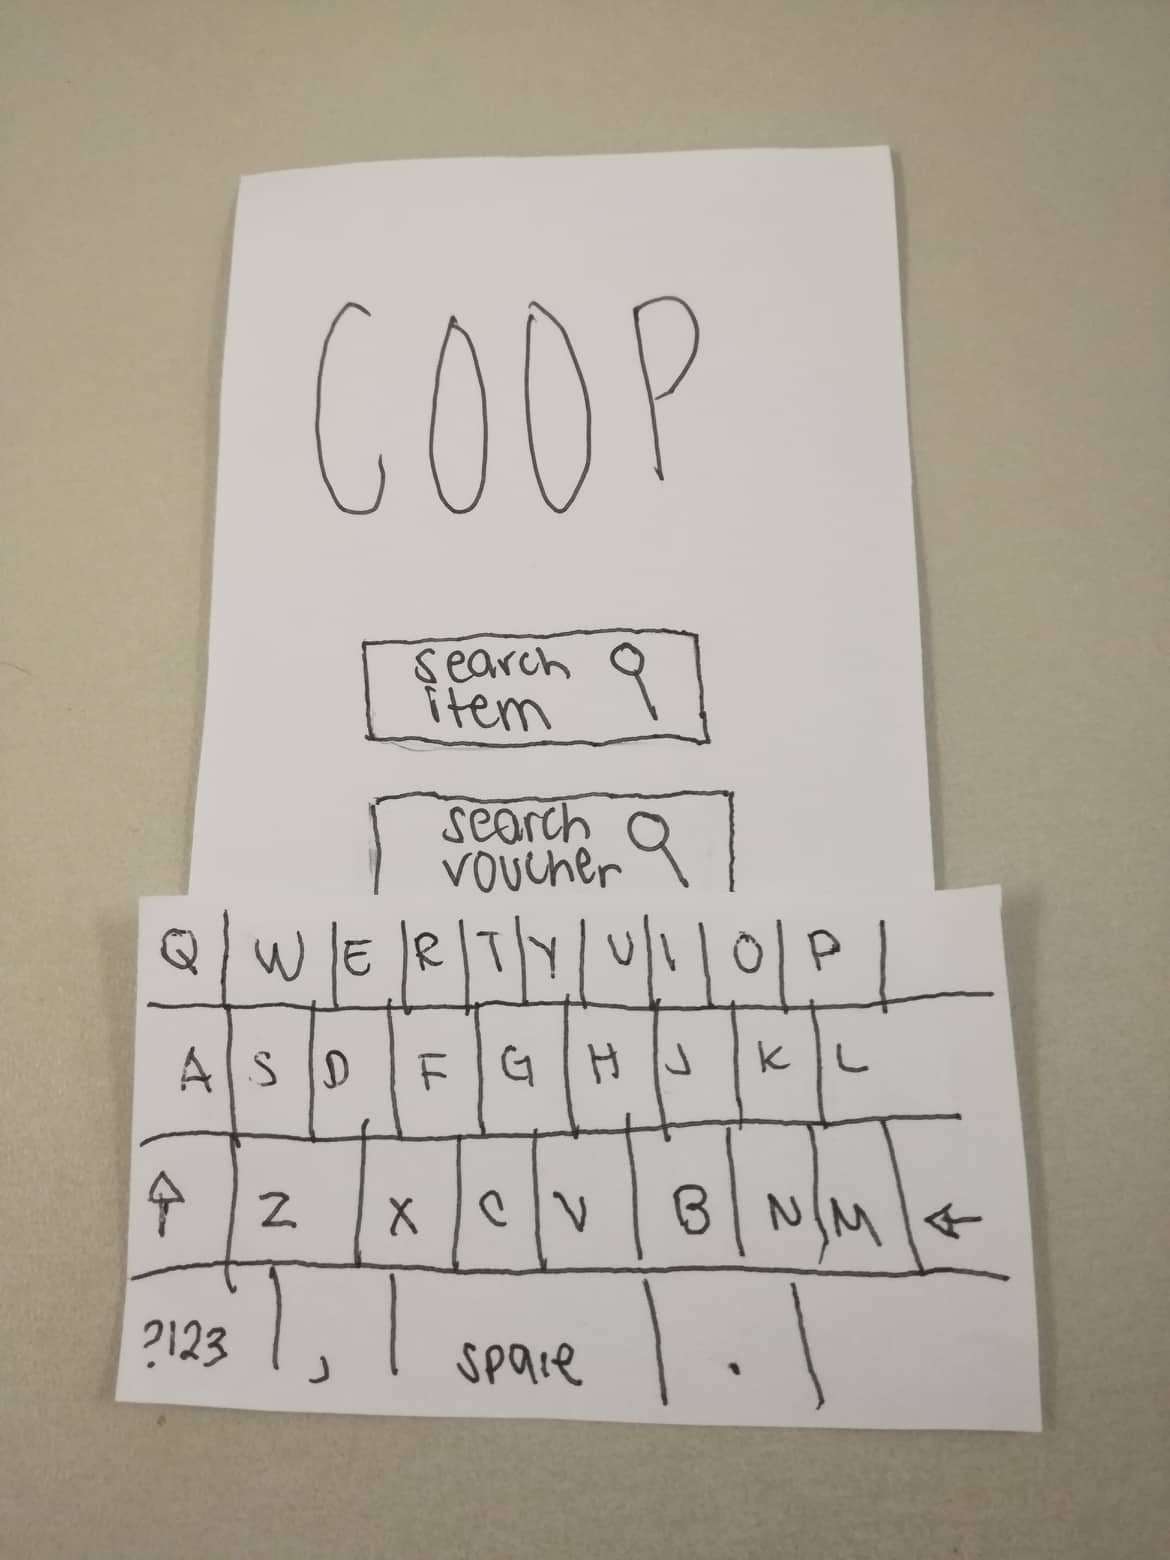 COOP
search
item
search
voucher
Q W E R T Y U I O P
A S D F G H J K L
Z X C V B N M
?123 , space .